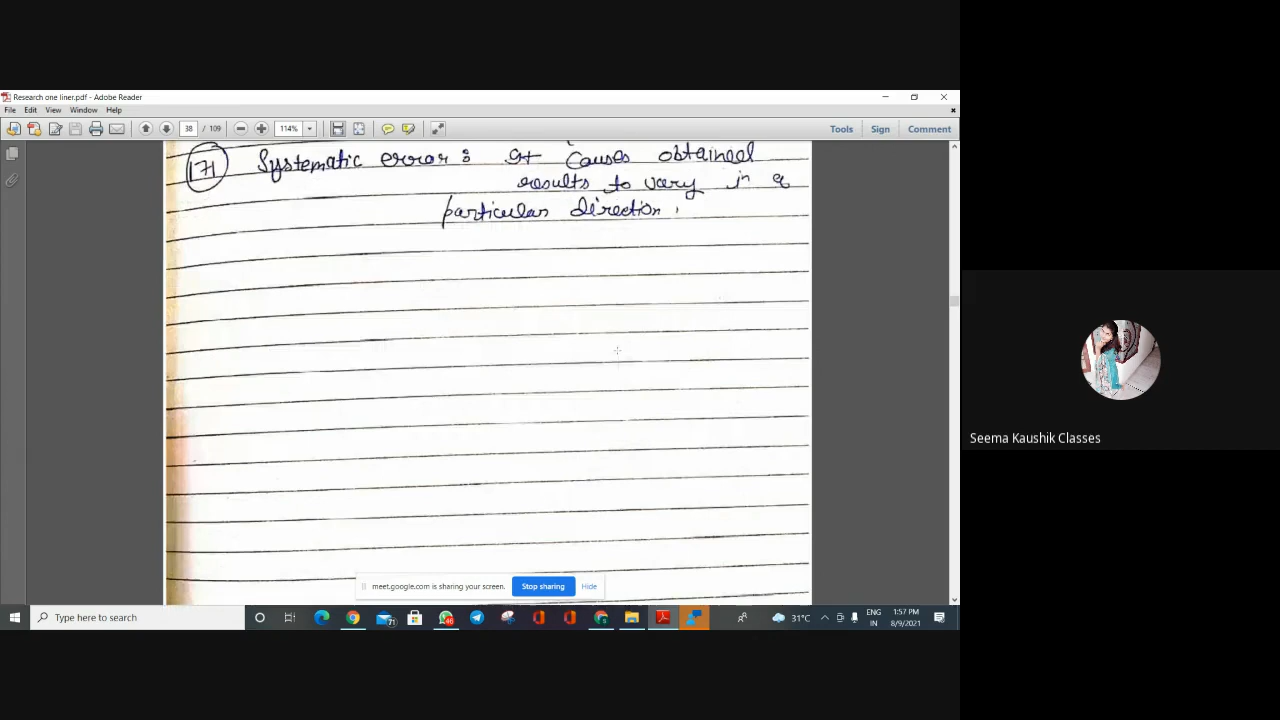 Research one liner.pdf - Adobe Reader
File Edit View Window Help
38 / 109 114% Tools Sign Comment
171 Systematic error : It causes obtained
results to vary in a
particular direction.
Seema Kaushik Classes
meet.google.com is sharing your screen. Stop sharing Hide
Type here to search 71 46 31°C ENG 1:57 PM
IN 8/9/2021